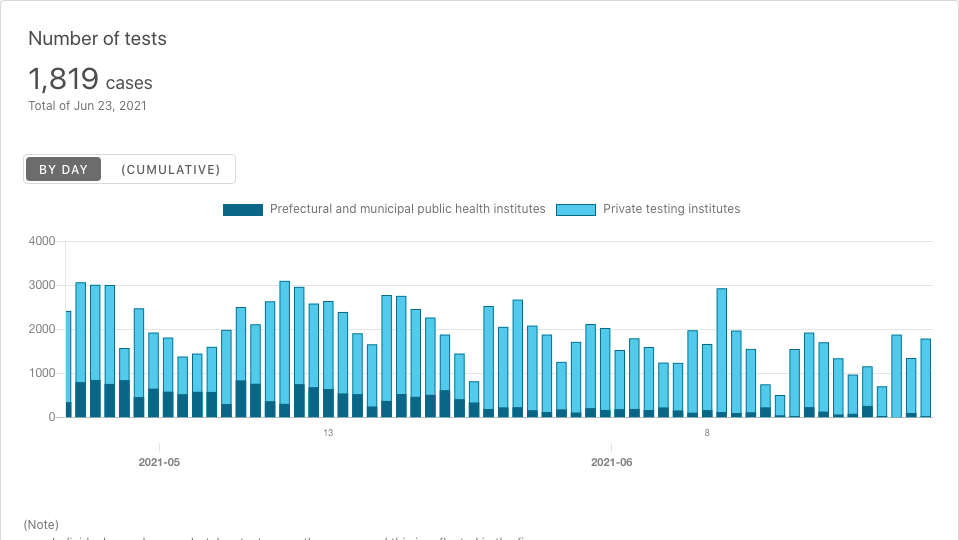 Number of tests
1,819 cases
Total of Jun 23, 2021
BY DAY (CUMULATIVE)
Prefectural and municipal public health institutes Private testing institutes
4000
3000
2000
1000
0
13 8
2021-05 2021-06
(Note)